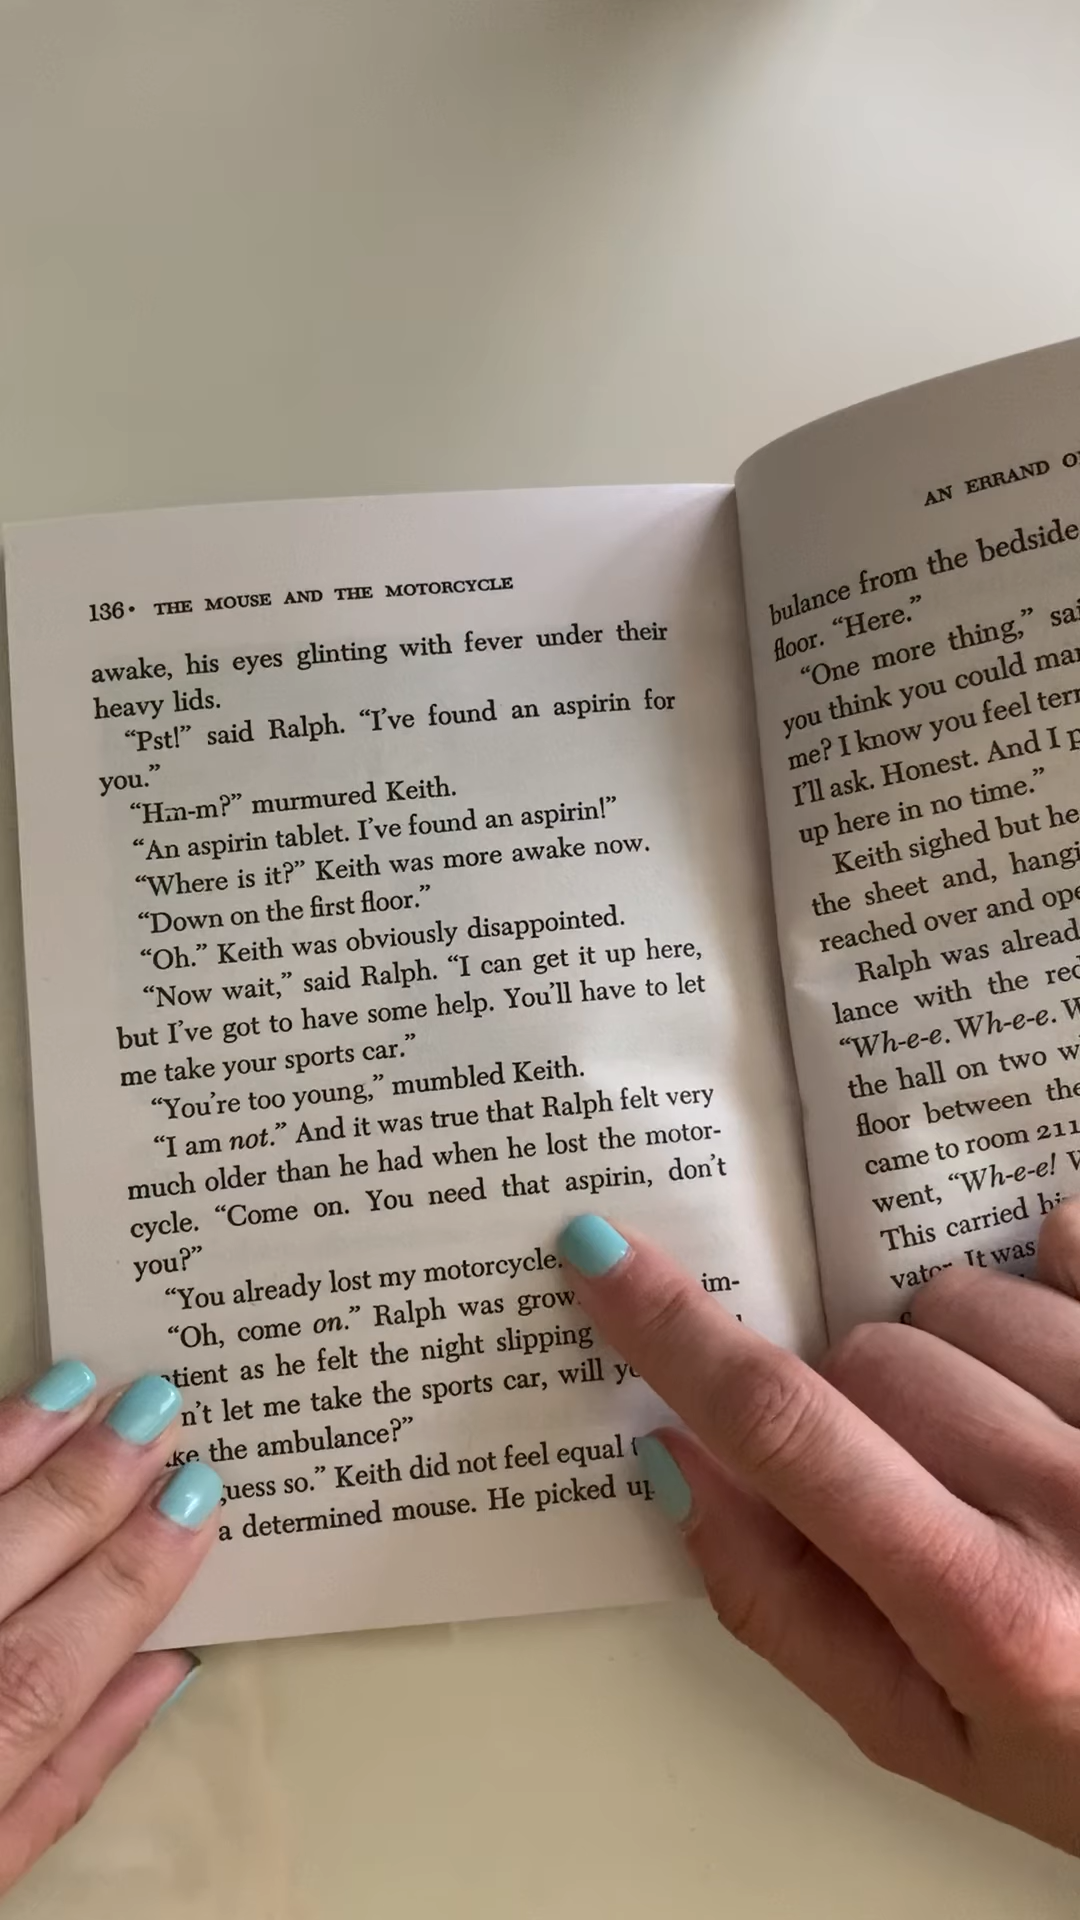 136• THE MOUSE AND THE MOTORCYCLE
awake, his eyes glinting with fever under their
heavy lids.
“Pst!” said Ralph. “I’ve found an aspirin for
you.”
“Hm-m?” murmured Keith.
“An aspirin tablet. I’ve found an aspirin!”
“Where is it?” Keith was more awake now.
“Down on the first floor.”
“Oh.” Keith was obviously disappointed.
“Now wait,” said Ralph. “I can get it up here,
but I’ve got to have some help. You’ll have to let
me take your sports car.”
“You’re too young,” mumbled Keith.
“I am not.” And it was true that Ralph felt very
much older than he had when he lost the motor-
cycle. “Come on. You need that aspirin, don’t
you?”
“You already lost my motorcycle.
“Oh, come on.” Ralph was grow im-
tient as he felt the night slipping
n’t let me take the sports car, will
the ambulance?”
uess so.” Keith did not feel equal
a determined mouse. He picked up
AN ERRAND
bulance from the bedside
floor. “Here.”
“One more thing,”
you think you could
me? I know you feel
I’ll ask. Honest. And I
up here in no time.”
Keith sighed but he
the sheet and,
reached over and
Ralph was
lance with the
“Wh-e-e. Wh-e-e.
the hall on two
floor between the
came to room 211
went, “Wh-e-e!
This carried
It was